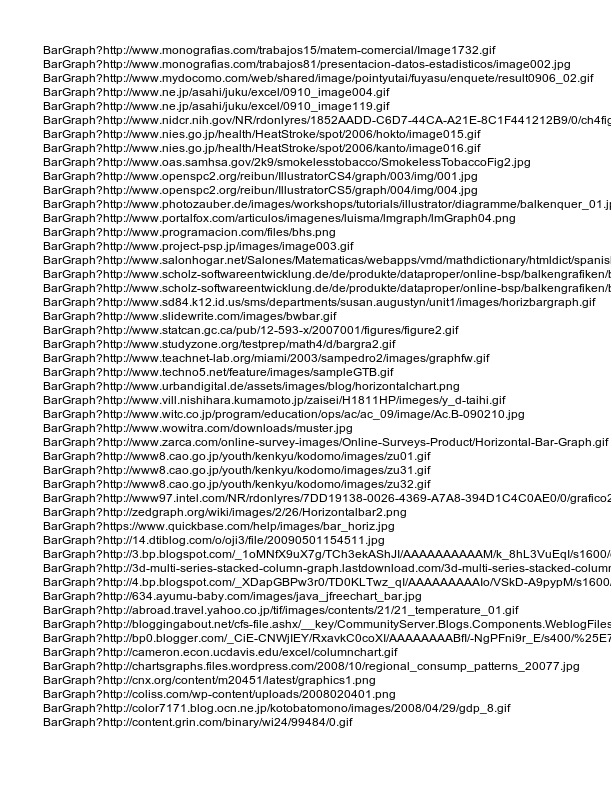 BarGraph?http://www.monografias.com/trabajos15/matem-comercial/Image1732.gif
BarGraph?http://www.monografias.com/trabajos81/presentacion-datos-estadisticos/image002.jpg
BarGraph?http://www.mydocomo.com/web/shared/image/pointyutai/fuyasu/enquete/result0906_02.gif
BarGraph?http://www.ne.jp/asahi/juku/excel/0910_image004.gif
BarGraph?http://www.ne.jp/asahi/juku/excel/0910_image119.gif
BarGraph?http://www.nidcr.nih.gov/NR/rdonlyres/1852AADD-C6D7-44CA-A21E-8C1F441212B9/0/ch4fig
BarGraph?http://www.nies.go.jp/health/HeatStroke/spot/2006/hokto/image015.gif
BarGraph?http://www.nies.go.jp/health/HeatStroke/spot/2006/kanto/image016.gif
BarGraph?http://www.oas.samhsa.gov/2k9/smokelesstobacco/SmokelessTobaccoFig2.jpg
BarGraph?http://www.openspc2.org/reibun/IllustratorCS4/graph/003/img/001.jpg
BarGraph?http://www.openspc2.org/reibun/IllustratorCS5/graph/004/img/004.jpg
BarGraph?http://www.photozauber.de/images/workshops/tutorials/illustrator/diagramme/balkenquer_01.jp
BarGraph?http://www.portalfox.com/articulos/imagenes/luisma/Imgraph/ImGraph04.png
BarGraph?http://www.programacion.com/files/bhs.png
BarGraph?http://www.project-psp.jp/images/image003.gif
BarGraph?http://www.salonhogar.net/Salones/Matematicas/webapps/vmd/mathdictionary/htmldict/spanis
BarGraph?http://www.scholz-softwareentwicklung.de/de/produkte/dataproper/online-bsp/balkengrafiken/b
BarGraph?http://www.scholz-softwareentwicklung.de/de/produkte/dataproper/online-bsp/balkengrafiken/b
BarGraph?http://www.sd84.k12.id.us/sms/departments/susan.augustyn/unit1/images/horizbargraph.gif
BarGraph?http://www.slidewrite.com/images/bwbar.gif
BarGraph?http://www.statcan.gc.ca/pub/12-593-x/2007001/figures/figure2.gif
BarGraph?http://www.studyzone.org/testprep/math4/d/bargra2.gif
BarGraph?http://www.teachnet-lab.org/miami/2003/sampedro2/images/graphfw.gif
BarGraph?http://www.techno5.net/feature/images/sampleGTB.gif
BarGraph?http://www.urbandigital.de/assets/images/blog/horizontalchart.png
BarGraph?http://www.vill.nishihara.kumamoto.jp/zaisei/H1811HP/imeges/y_d-taihi.gif
BarGraph?http://www.witc.co.jp/program/education/ops/ac/ac_09/image/Ac.B-090210.jpg
BarGraph?http://www.wowitra.com/downloads/muster.jpg
BarGraph?http://www.zarca.com/online-survey-images/Online-Surveys-Product/Horizontal-Bar-Graph.gif
BarGraph?http://www8.cao.go.jp/youth/kenkyu/kodomo/images/zu01.gif
BarGraph?http://www8.cao.go.jp/youth/kenkyu/kodomo/images/zu31.gif
BarGraph?http://www8.cao.go.jp/youth/kenkyu/kodomo/images/zu32.gif
BarGraph?http://www97.intel.com/NR/rdonlyres/7DD19138-0026-4369-A7A8-394D1C4C0AE0/0/grafico2
BarGraph?http://zedgraph.org/wiki/images/2/26/Horizontalbar2.png
BarGraph?https://www.quickbase.com/help/images/bar_horiz.jpg
BarGraph?http://14.dtiblog.com/o/oji3/file/20090501154511.jpg
BarGraph?http://3.bp.blogspot.com/_1oMNfX9uX7g/TCh3ekAShJI/AAAAAAAAAAM/k_8hL3VuEqI/s1600/
BarGraph?http://3d-multi-series-stacked-column-graph.lastdownload.com/3d-multi-series-stacked-column
BarGraph?http://4.bp.blogspot.com/_XDapGBPw3r0/TD0KLTwz_qI/AAAAAAAAAIo/VSkD-A9pypM/s1600
BarGraph?http://634.ayumu-baby.com/images/java_jfreechart_bar.jpg
BarGraph?http://abroad.travel.yahoo.co.jp/tif/images/contents/21/21_temperature_01.gif
BarGraph?http://bloggingabout.net/cfs-file.ashx/__key/CommunityServer.Blogs.Components.WeblogFiles
BarGraph?http://bp0.blogger.com/_CiE-CNWjIEY/RxavkC0coXI/AAAAAAAABfI/-NgPFni9r_E/s400/%25E7
BarGraph?http://cameron.econ.ucdavis.edu/excel/columnchart.gif
BarGraph?http://chartsgraphs.files.wordpress.com/2008/10/regional_consump_patterns_20077.jpg
BarGraph?http://cnx.org/content/m20451/latest/graphics1.png
BarGraph?http://coliss.com/wp-content/uploads/2008020401.png
BarGraph?http://color7171.blog.ocn.ne.jp/kotobatomono/images/2008/04/29/gdp_8.gif
BarGraph?http://content.grin.com/binary/wi24/99484/0.gif